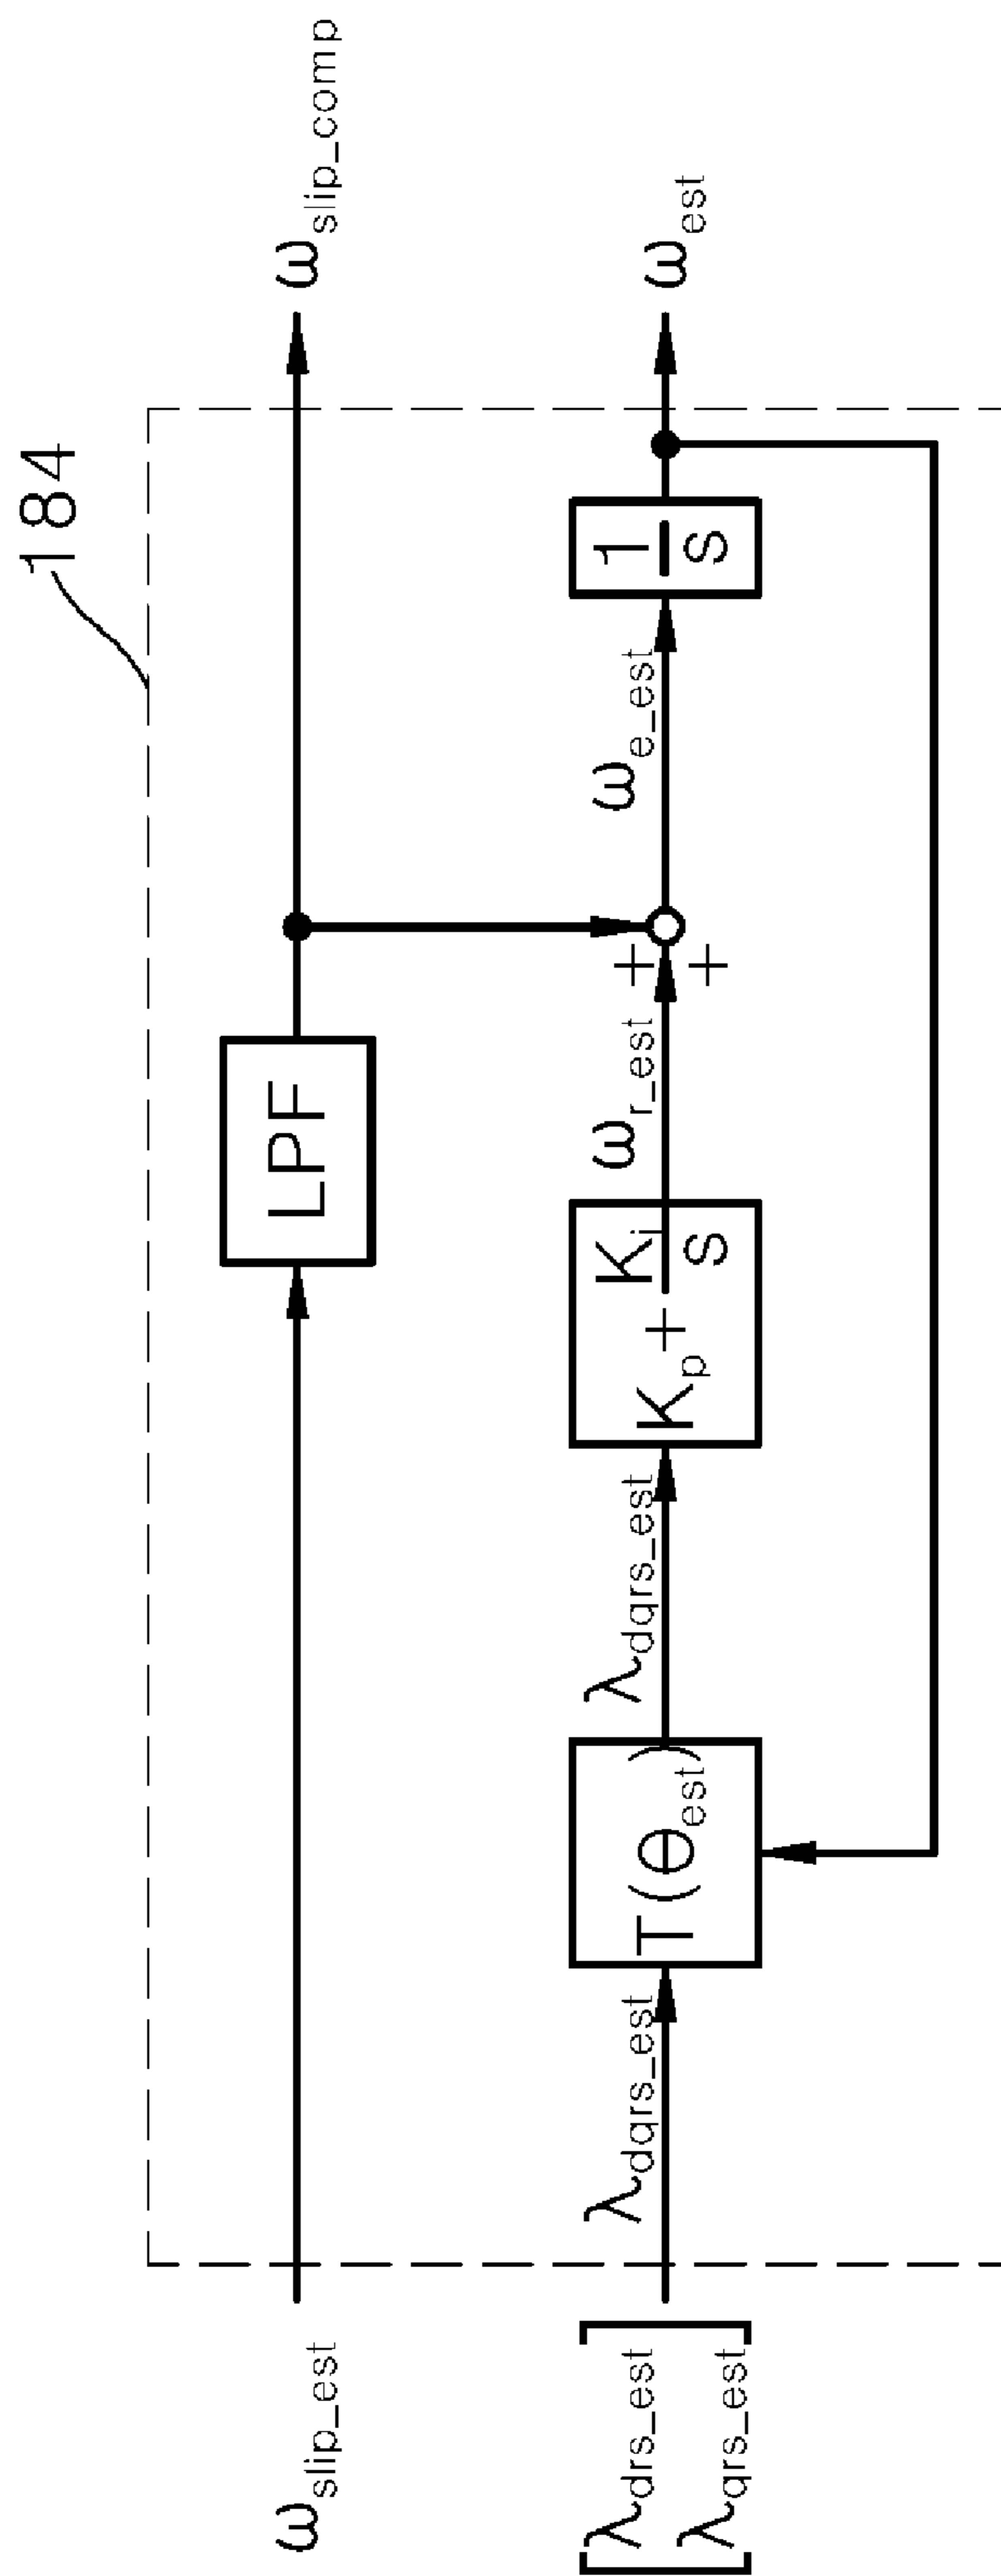 184
ω_slip_est
LPF
ω_slip_comp
[λ_drs_est
λ_qrs_est]
λ_dqrs_est
T(θ_est)
λ_dqrs_est
K_p + K_i/s
ω_r_est
+
+
ω_e_est
1/s
ω_est